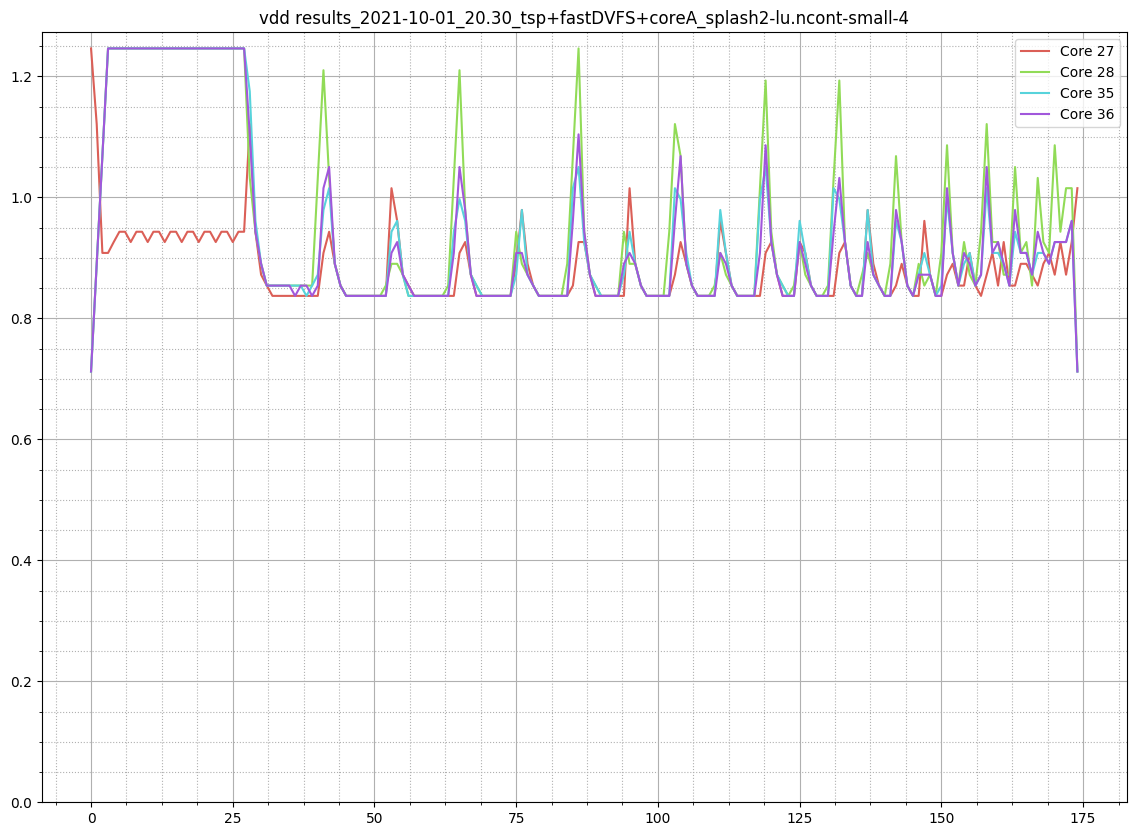 vdd results_2021-10-01_20.30_tsp+fastDVFS+coreA_splash2-lu.ncont-small-4
Core 27
Core 28
Core 35
Core 36
1.2
1.0
0.8
0.6
0.4
0.2
0.0
0 25 50 75 100 125 150 175